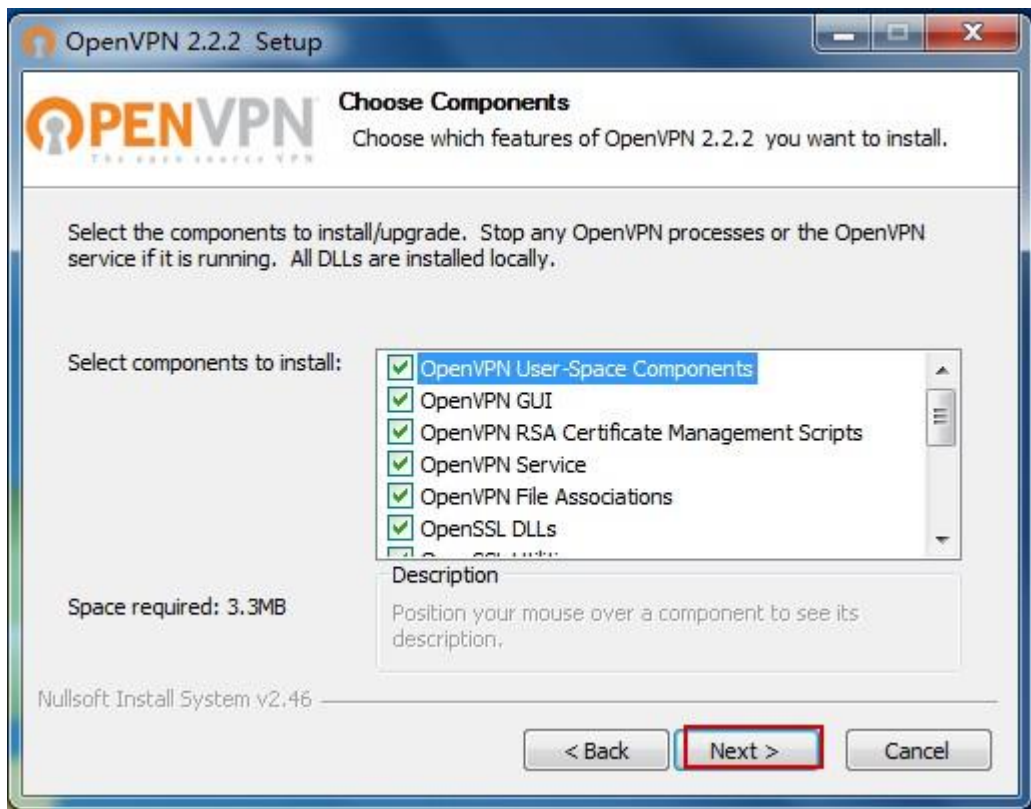 OpenVPN 2.2.2 Setup
OPENVPN
The open source VPN
Choose Components
Choose which features of OpenVPN 2.2.2 you want to install.
Select the components to install/upgrade. Stop any OpenVPN processes or the OpenVPN
service if it is running. All DLLs are installed locally.
Select components to install:
OpenVPN User-Space Components
OpenVPN GUI
OpenVPN RSA Certificate Management Scripts
OpenVPN Service
OpenVPN File Associations
OpenSSL DLLs
Space required: 3.3MB
Description
Position your mouse over a component to see its
description.
Nullsoft Install System v2.46
< Back
Next >
Cancel